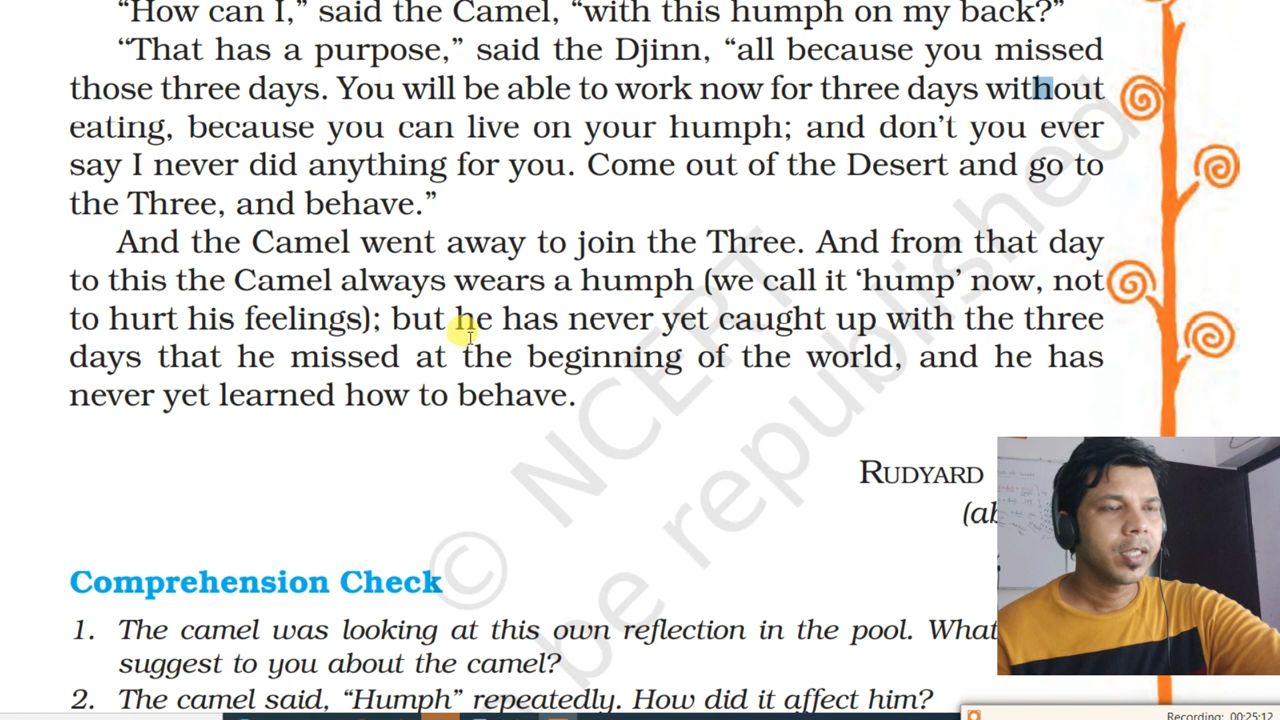 “How can I,” said the Camel, “with this humph on my back?”
“That has a purpose,” said the Djinn, “all because you missed
those three days. You will be able to work now for three days without
eating, because you can live on your humph; and don’t you ever
say I never did anything for you. Come out of the Desert and go to
the Three, and behave.”
And the Camel went away to join the Three. And from that day
to this the Camel always wears a humph (we call it ‘hump’ now, not
to hurt his feelings); but he has never yet caught up with the three
days that he missed at the beginning of the world, and he has
never yet learned how to behave.
© NCERT
be republished
RUDYARD
(ab
Comprehension Check
1. The camel was looking at this own reflection in the pool. What
suggest to you about the camel?
2. The camel said, “Humph” repeatedly. How did it affect him?
Recording: 00:25:12